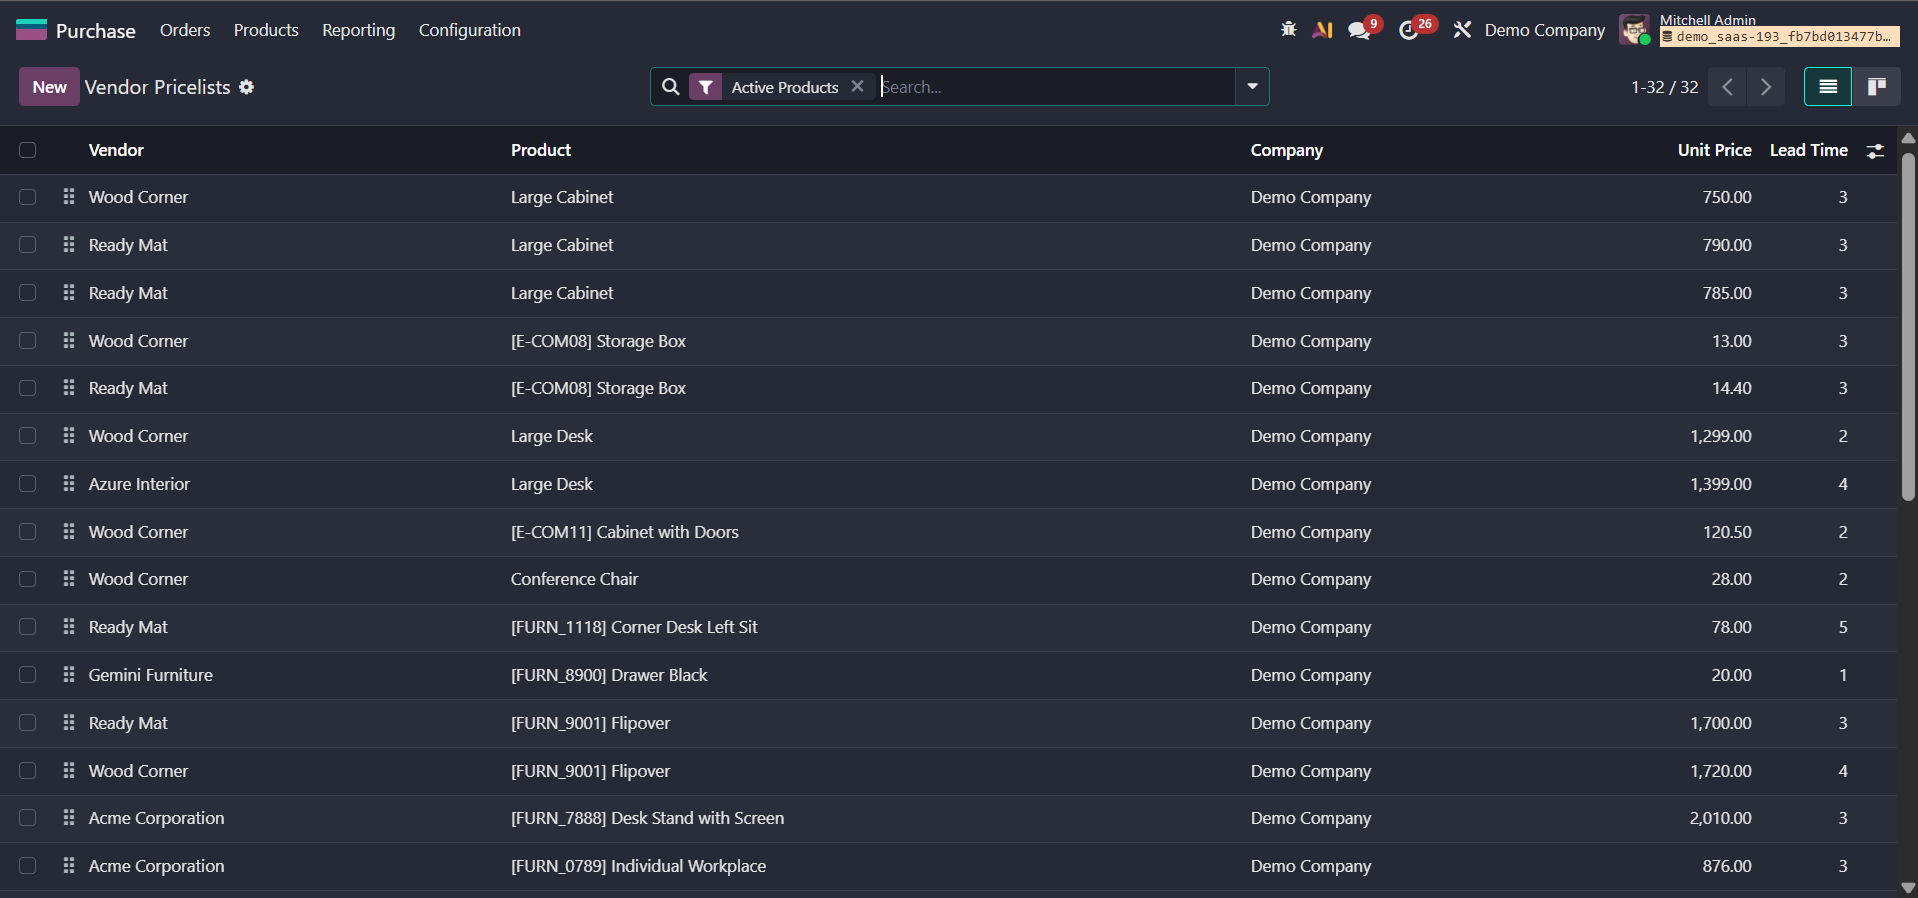 Purchase Orders Products Reporting Configuration 9 26 Demo Company Mitchell Admin
demo_saas-193_fb7bd013477b...
New Vendor Pricelists Active Products Search... 1-32 / 32
Vendor Product Company Unit Price Lead Time
Wood Corner Large Cabinet Demo Company 750.00 3
Ready Mat Large Cabinet Demo Company 790.00 3
Ready Mat Large Cabinet Demo Company 785.00 3
Wood Corner [E-COM08] Storage Box Demo Company 13.00 3
Ready Mat [E-COM08] Storage Box Demo Company 14.40 3
Wood Corner Large Desk Demo Company 1,299.00 2
Azure Interior Large Desk Demo Company 1,399.00 4
Wood Corner [E-COM11] Cabinet with Doors Demo Company 120.50 2
Wood Corner Conference Chair Demo Company 28.00 2
Ready Mat [FURN_1118] Corner Desk Left Sit Demo Company 78.00 5
Gemini Furniture [FURN_8900] Drawer Black Demo Company 20.00 1
Ready Mat [FURN_9001] Flipover Demo Company 1,700.00 3
Wood Corner [FURN_9001] Flipover Demo Company 1,720.00 4
Acme Corporation [FURN_7888] Desk Stand with Screen Demo Company 2,010.00 3
Acme Corporation [FURN_0789] Individual Workplace Demo Company 876.00 3